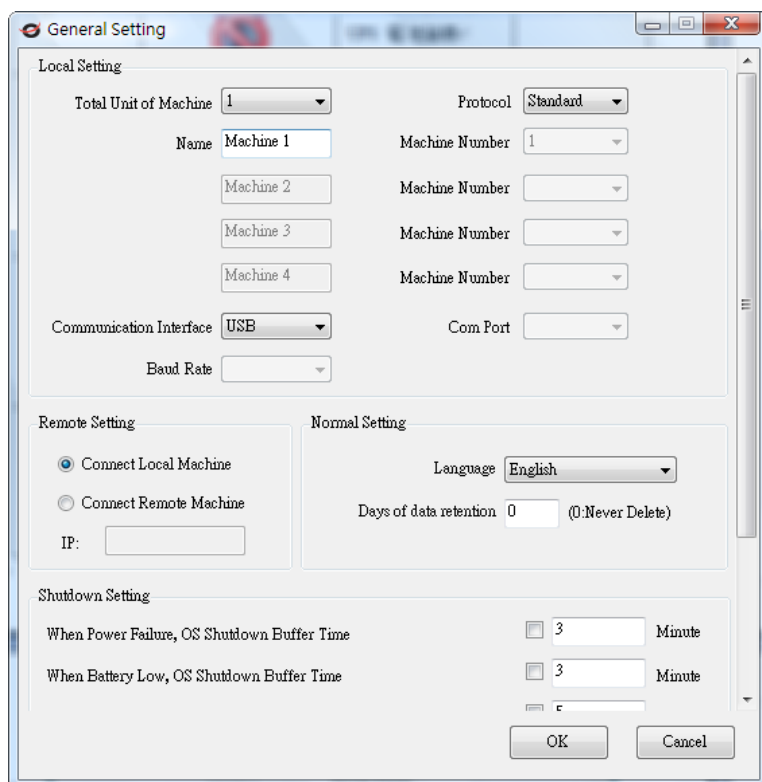 General Setting
Local Setting
Total Unit of Machine 1 Protocol Standard
Name Machine 1 Machine Number 1
Machine 2 Machine Number
Machine 3 Machine Number
Machine 4 Machine Number
Communication Interface USB Com Port
Baud Rate
Remote Setting
Connect Local Machine
Connect Remote Machine
IP:
Normal Setting
Language English
Days of data retention 0 (0:Never Delete)
Shutdown Setting
When Power Failure, OS Shutdown Buffer Time 3 Minute
When Battery Low, OS Shutdown Buffer Time 3 Minute
OK Cancel